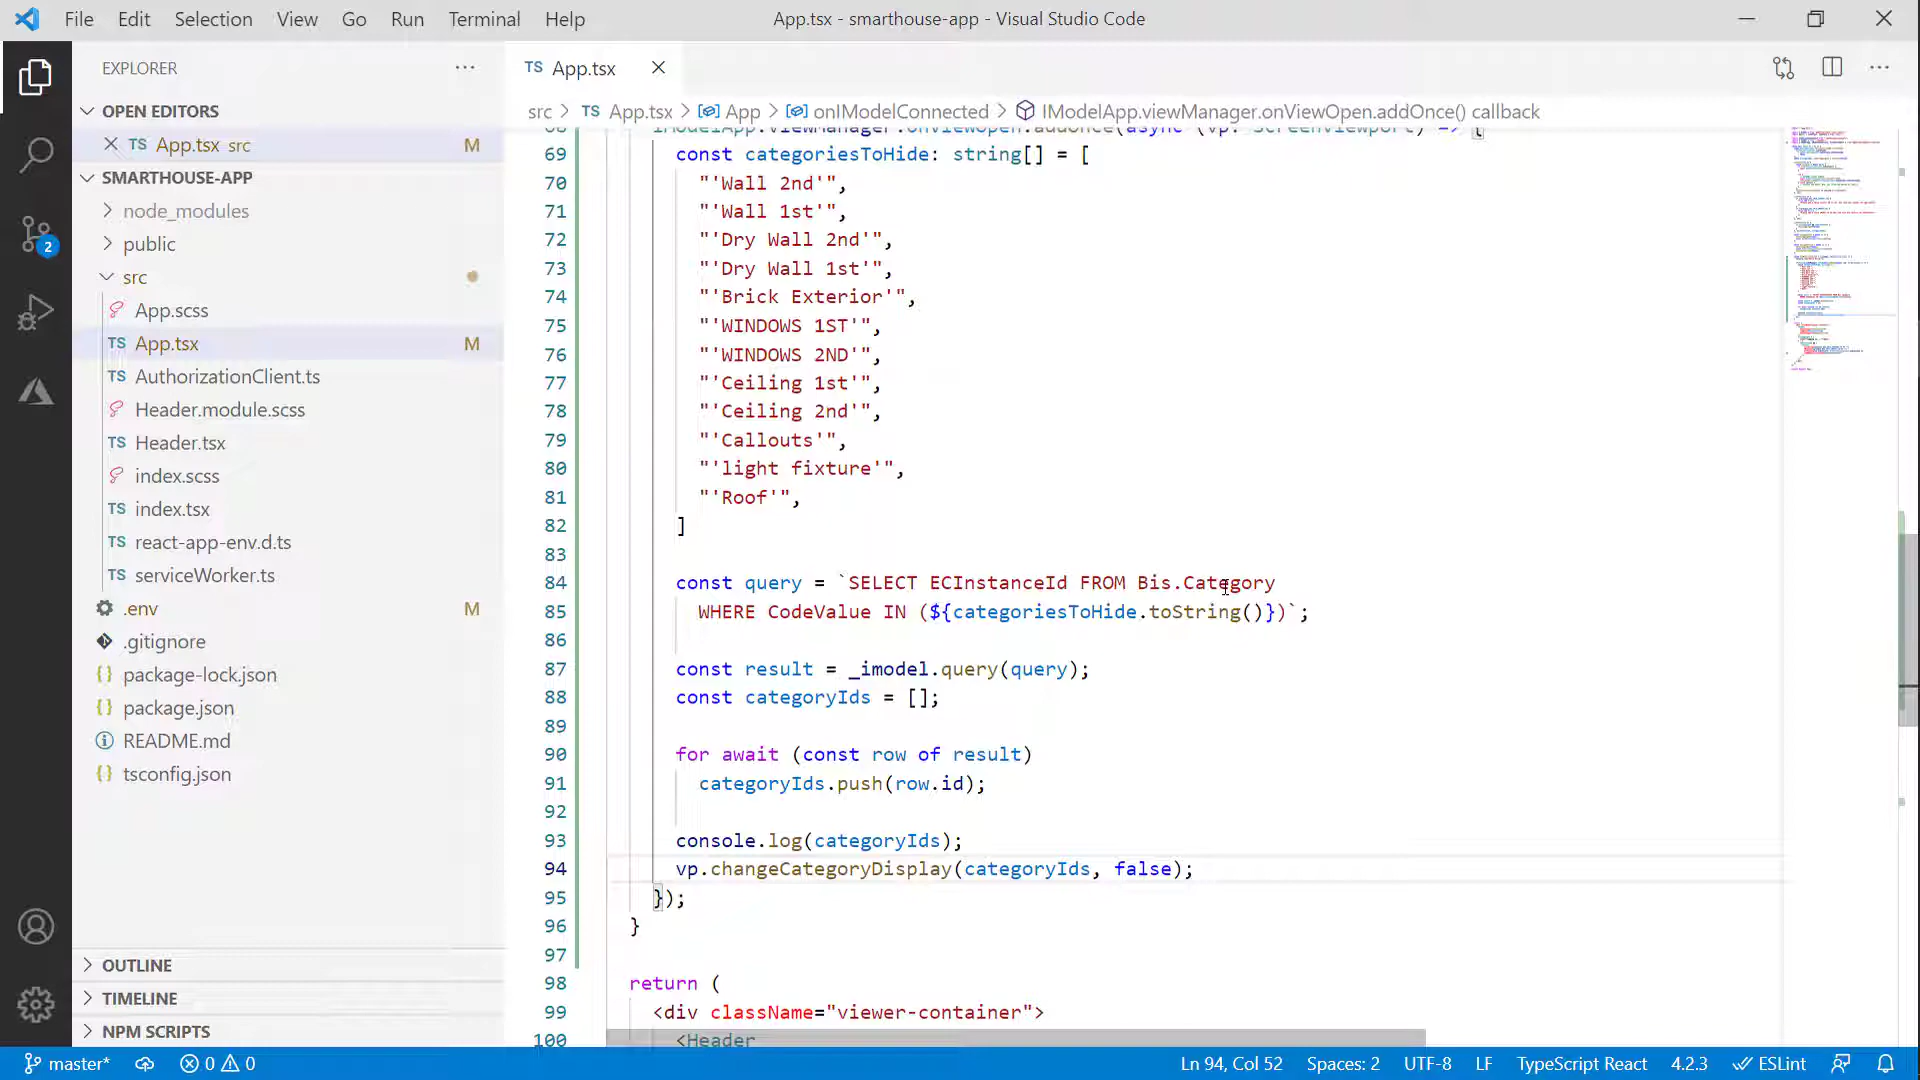 File Edit Selection View Go Run Terminal Help App.tsx - smarthouse-app - Visual Studio Code
EXPLORER
OPEN EDITORS
TS App.tsx src M
SMARTHOUSE-APP
node_modules
public
src
App.scss
TS App.tsx M
TS AuthorizationClient.ts
Header.module.scss
TS Header.tsx
index.scss
TS index.tsx
TS react-app-env.d.ts
TS serviceWorker.ts
.env M
.gitignore
{} package-lock.json
{} package.json
README.md
{} tsconfig.json
OUTLINE
TIMELINE
NPM SCRIPTS
2
TS App.tsx
src > TS App.tsx > App > onIModelConnected > IModelApp.viewManager.onViewOpen.addOnce() callback
68 IModelApp.viewManager.onViewOpen.addOnce(async (vp: ScreenViewport) => {
69 const categoriesToHide: string[] = [
70 "'Wall 2nd'",
71 "'Wall 1st'",
72 "'Dry Wall 2nd'",
73 "'Dry Wall 1st'",
74 "'Brick Exterior'",
75 "'WINDOWS 1ST'",
76 "'WINDOWS 2ND'",
77 "'Ceiling 1st'",
78 "'Ceiling 2nd'",
79 "'Callouts'",
80 "'light fixture'",
81 "'Roof'",
82 ]
83
84 const query = `SELECT ECInstanceId FROM Bis.Category
85 WHERE CodeValue IN (${categoriesToHide.toString()})`;
86
87 const result = _imodel.query(query);
88 const categoryIds = [];
89
90 for await (const row of result)
91 categoryIds.push(row.id);
92
93 console.log(categoryIds);
94 vp.changeCategoryDisplay(categoryIds, false);
95 });
96 }
97
98 return (
99 <div className="viewer-container">
100 <Header
master* 0 0 Ln 94, Col 52 Spaces: 2 UTF-8 LF TypeScript React 4.2.3 ESLint